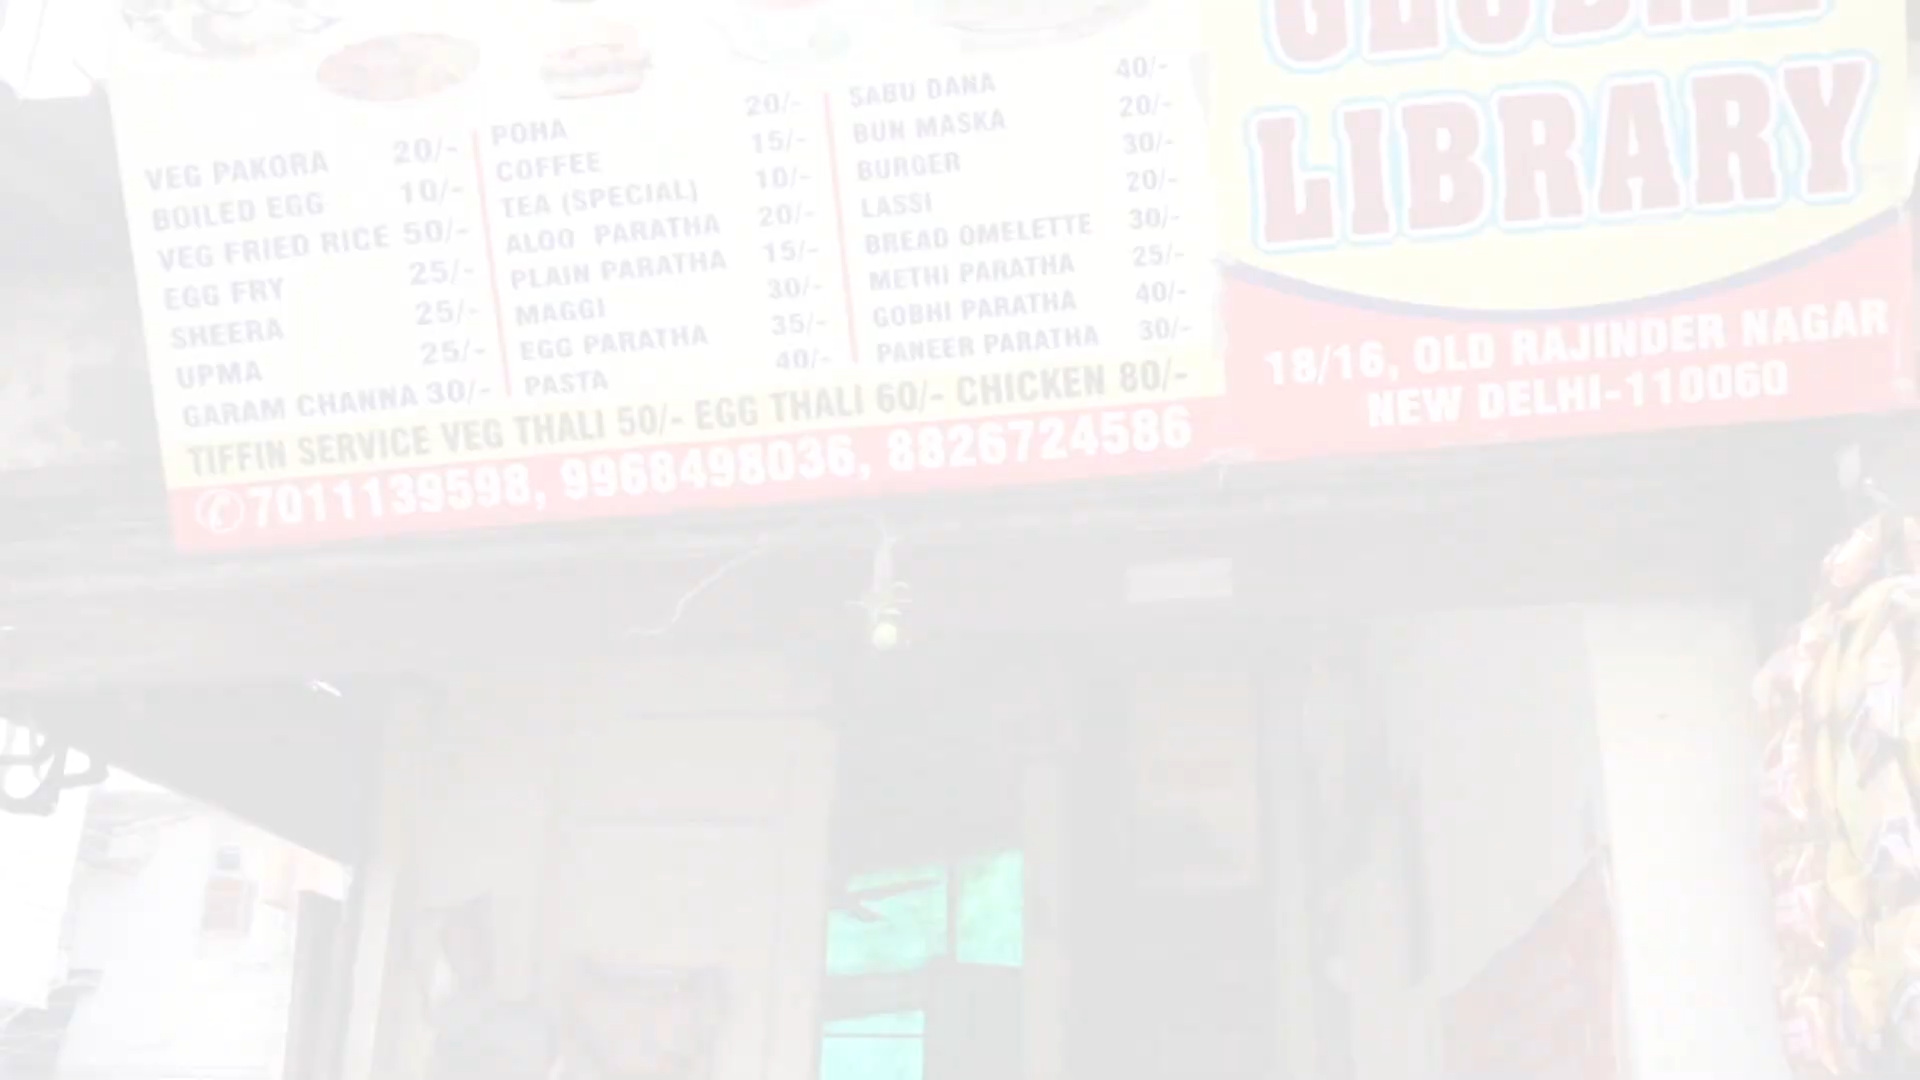 VEG PAKORA 20/-
BOILED EGG 10/-
VEG FRIED RICE 50/-
EGG FRY 25/-
SHEERA 25/-
UPMA 25/-
GARAM CHANNA 30/-
POHA 20/-
COFFEE 15/-
TEA (SPECIAL) 10/-
ALOO PARATHA 20/-
PLAIN PARATHA 15/-
MAGGI 30/-
EGG PARATHA 35/-
PASTA 40/-
SABU DANA 40/-
BUN MASKA 20/-
BURGER 30/-
LASSI 20/-
BREAD OMELETTE 30/-
METHI PARATHA 25/-
GOBHI PARATHA 40/-
PANEER PARATHA 30/-
TIFFIN SERVICE VEG THALI 50/- EGG THALI 60/- CHICKEN 80/-
✆7011139598, 9968498036, 8826724586
GLOBAL
LIBRARY
18/16, OLD RAJINDER NAGAR
NEW DELHI-110060